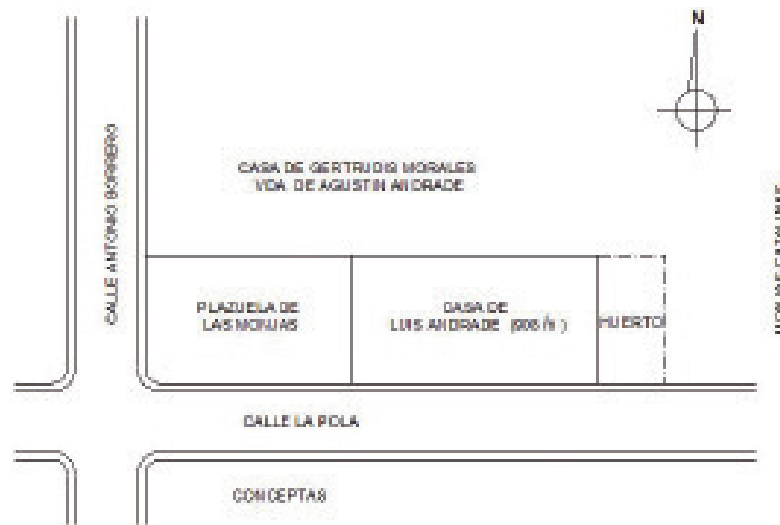 N
CALLE ANTONIO BORRERO
CASA DE GERTRUDIS MORALES
VDA. DE AGUSTIN ANDRADE
PLAZUELA DE
LAS MONJAS
CASA DE
LUIS ANDRADE
HUERTO
CALLE LA POLA
CONCEPTAS